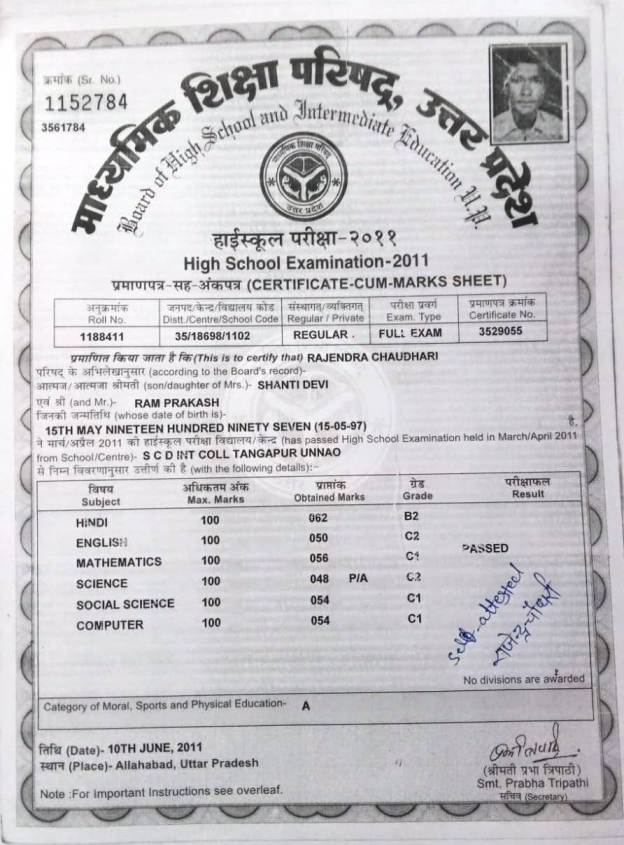 क्रमांक (Sr. No.)
1152784
3561784
माध्यमिक शिक्षा परिषद्, उत्तर प्रदेश
Board of High School and Intermediate Education U.P.
माध्यमिक शिक्षा परिषद्
उत्तर प्रदेश
हाईस्कूल परीक्षा-२०११
High School Examination-2011
प्रमाणपत्र-सह-अंकपत्र (CERTIFICATE-CUM-MARKS SHEET)
अनुक्रमांक जनपद/केन्द्र/विद्यालय कोड संस्थागत/व्यक्तिगत परीक्षा प्रवर्ग प्रमाणपत्र क्रमांक
Roll No. Distt./Centre/School Code Regular / Private Exam. Type Certificate No.
1188411 35/18698/1102 REGULAR . FULL EXAM 3529055
प्रमाणित किया जाता है कि (This is to certify that) RAJENDRA CHAUDHARI
परिषद् के अभिलेखानुसार (according to the Board's record)-
आत्मज/आत्मजा श्रीमती (son/daughter of Mrs.)- SHANTI DEVI
एवं श्री (and Mr.)- RAM PRAKASH
जिनकी जन्मतिथि (whose date of birth is)-
15TH MAY NINETEEN HUNDRED NINETY SEVEN (15-05-97) है,
ने मार्च/अप्रैल 2011 की हाईस्कूल परीक्षा विद्यालय/केन्द्र (has passed High School Examination held in March/April 2011
from School/Centre)- S C D INT COLL TANGAPUR UNNAO
से निम्न विवरणानुसार उत्तीर्ण की है (with the following details):-
विषय अधिकतम अंक प्राप्तांक ग्रेड परीक्षाफल
Subject Max. Marks Obtained Marks Grade Result
HINDI 100 062 B2
ENGLISH 100 050 C2
MATHEMATICS 100 056 C1 PASSED
SCIENCE 100 048 P/A C2
SOCIAL SCIENCE 100 054 C1
COMPUTER 100 054 C1
Self-attested
राजेन्द्र चौधरी
No divisions are awarded
Category of Moral, Sports and Physical Education- A
तिथि (Date)- 10TH JUNE, 2011
स्थान (Place)- Allahabad, Uttar Pradesh
(श्रीमती प्रभा त्रिपाठी)
Smt. Prabha Tripathi
सचिव (Secretary)
Note :For Important Instructions see overleaf.